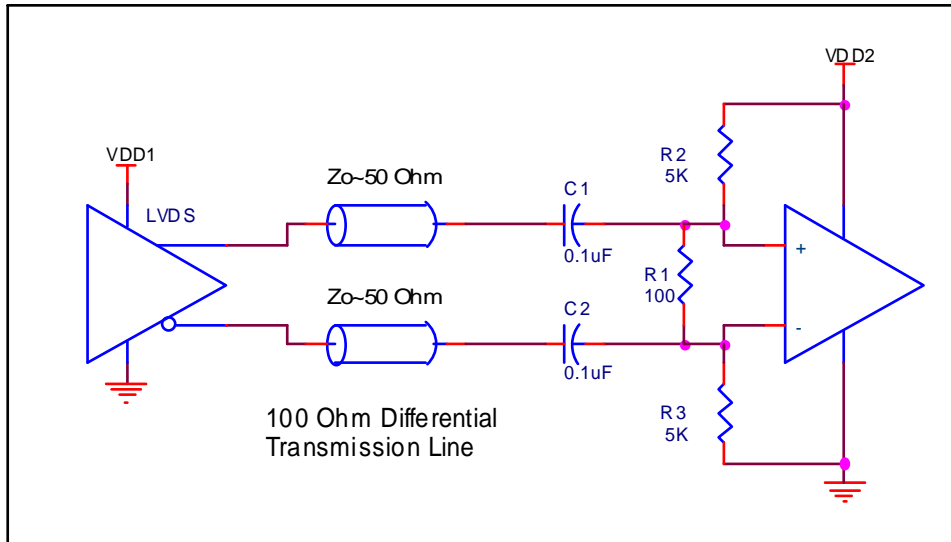 VDD2
VDD1
LVDS
Zo~50 Ohm
C1
0.1uF
R2
5K
+
R1
100
Zo~50 Ohm
C2
0.1uF
-
R3
5K
100 Ohm Differential
Transmission Line